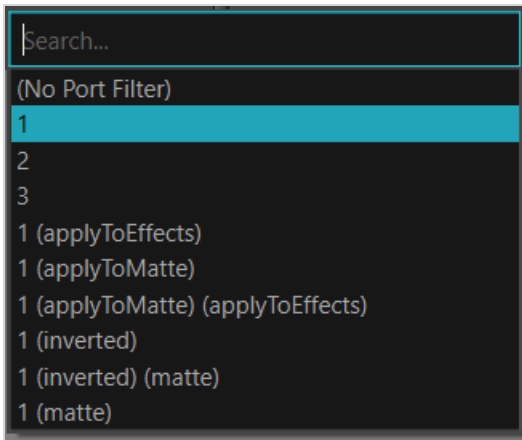 Search...
(No Port Filter)
1
2
3
1 (applyToEffects)
1 (applyToMatte)
1 (applyToMatte) (applyToEffects)
1 (inverted)
1 (inverted) (matte)
1 (matte)